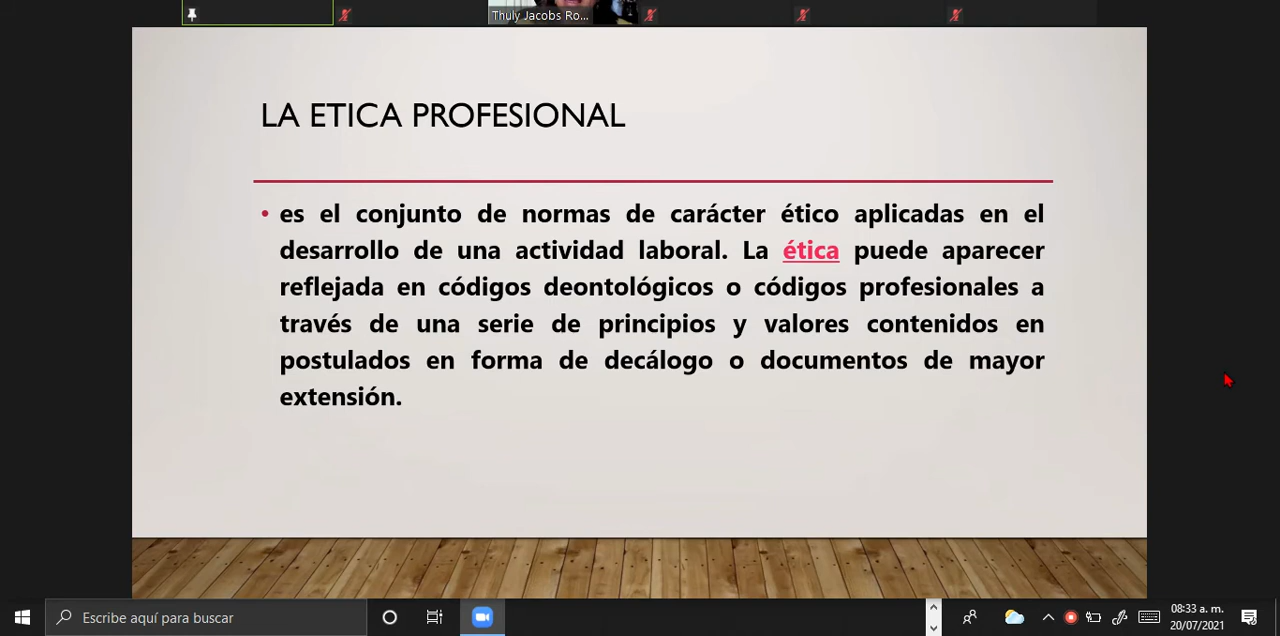 Thuly Jacobs Ro...
LA ETICA PROFESIONAL
• es el conjunto de normas de carácter ético aplicadas en el
desarrollo de una actividad laboral. La ética puede aparecer
reflejada en códigos deontológicos o códigos profesionales a
través de una serie de principios y valores contenidos en
postulados en forma de decálogo o documentos de mayor
extensión.
Escribe aquí para buscar
08:33 a. m.
20/07/2021